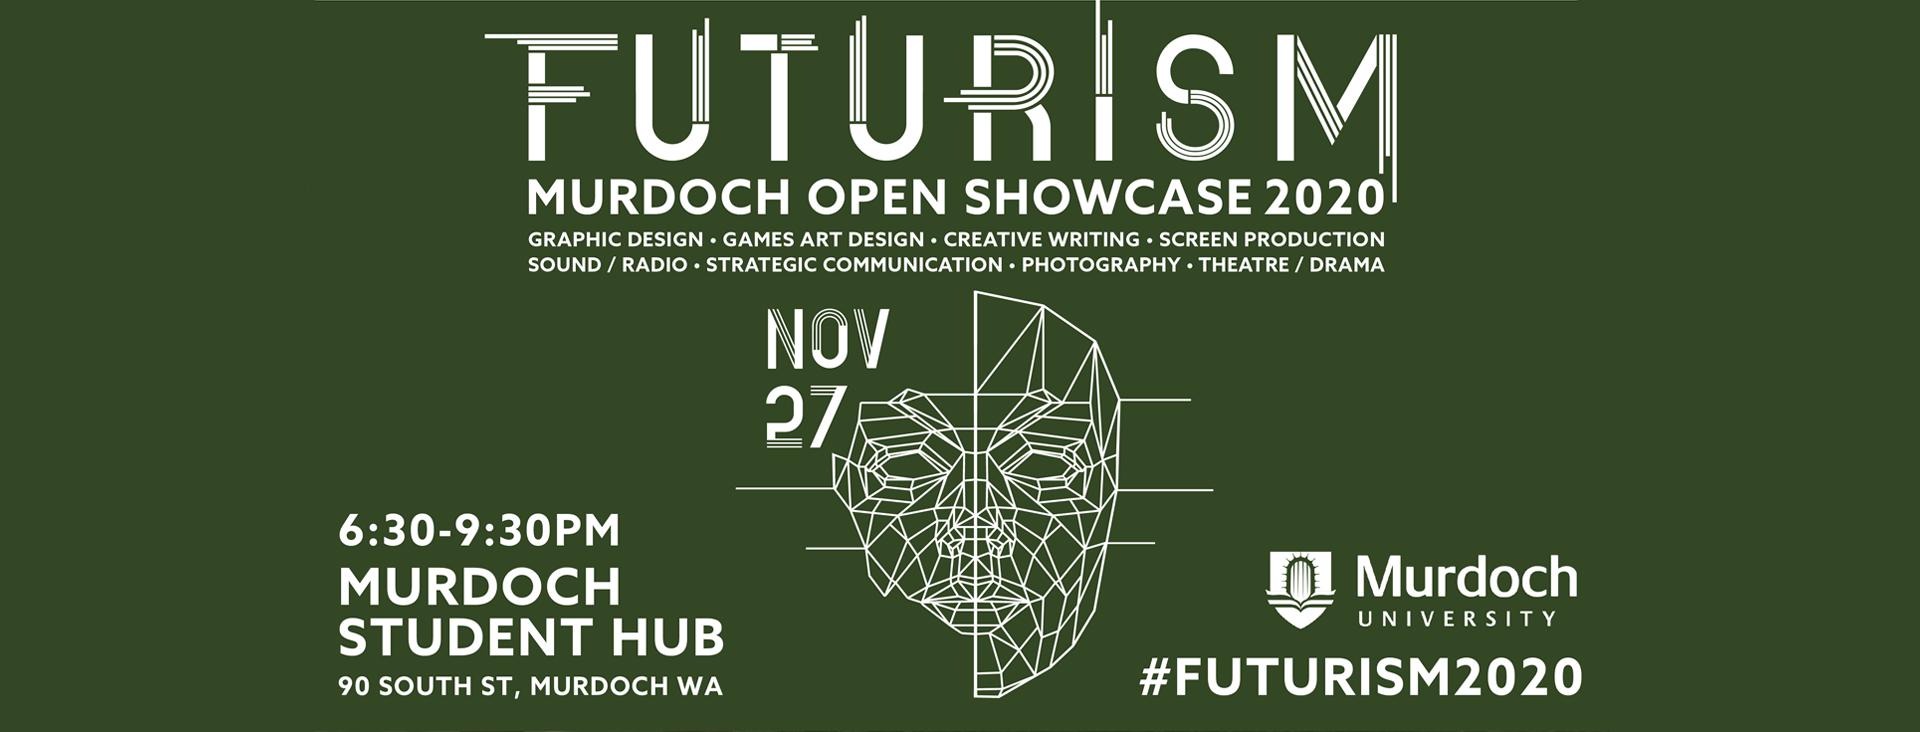 FUTURISM
MURDOCH OPEN SHOWCASE 2020
GRAPHIC DESIGN • GAMES ART DESIGN • CREATIVE WRITING • SCREEN PRODUCTION
SOUND / RADIO • STRATEGIC COMMUNICATION • PHOTOGRAPHY • THEATRE / DRAMA
NOV
27
6:30-9:30PM
MURDOCH
STUDENT HUB
90 SOUTH ST, MURDOCH WA
Murdoch
UNIVERSITY
#FUTURISM2020